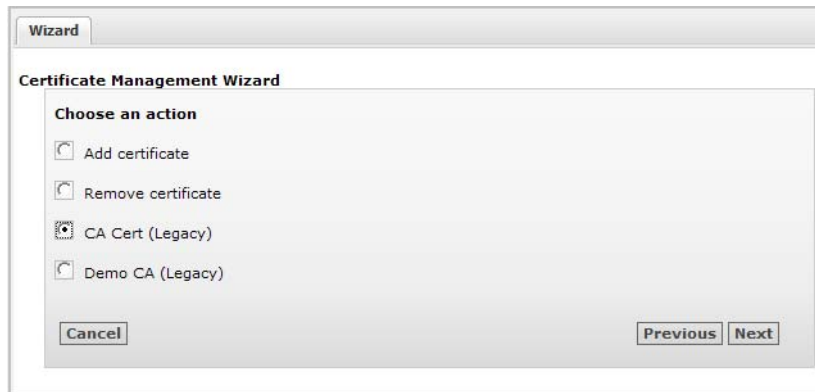 Wizard
Certificate Management Wizard
Choose an action
Add certificate
Remove certificate
CA Cert (Legacy)
Demo CA (Legacy)
Cancel Previous Next